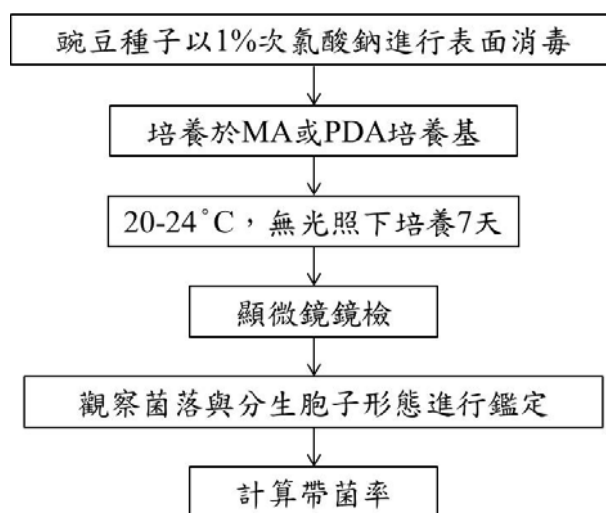 豌豆種子以1%次氯酸鈉進行表面消毒
培養於MA或PDA培養基
20-24˚C，無光照下培養7天
顯微鏡鏡檢
觀察菌落與分生胞子形態進行鑑定
計算帶菌率